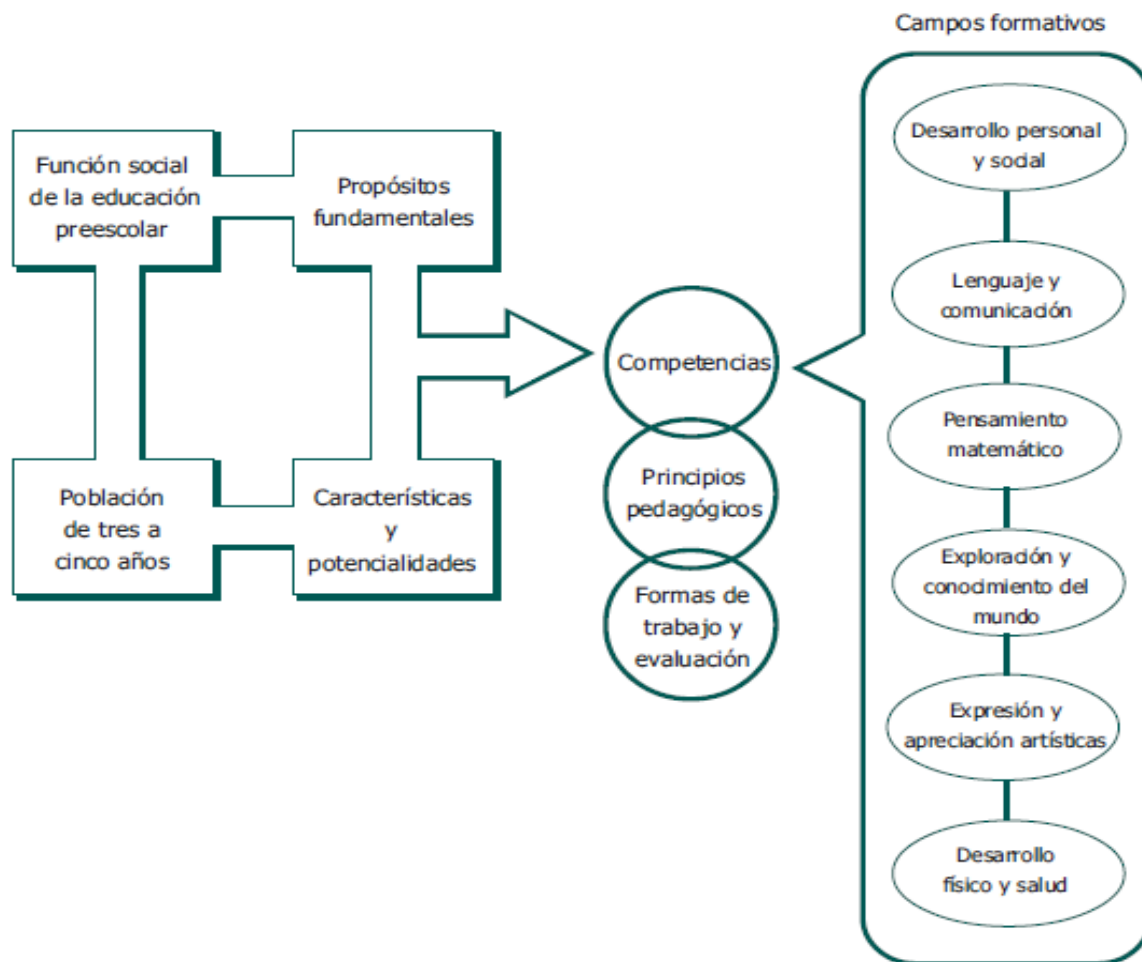 Campos formativos
Función social
de la educación
preescolar
Propósitos
fundamentales
Población
de tres a
cinco años
Características
y
potencialidades
Competencias
Principios
pedagógicos
Formas de
trabajo y
evaluación
Desarrollo personal
y social
Lenguaje y
comunicación
Pensamiento
matemático
Exploración y
conocimiento del
mundo
Expresión y
apreciación artísticas
Desarrollo
físico y salud